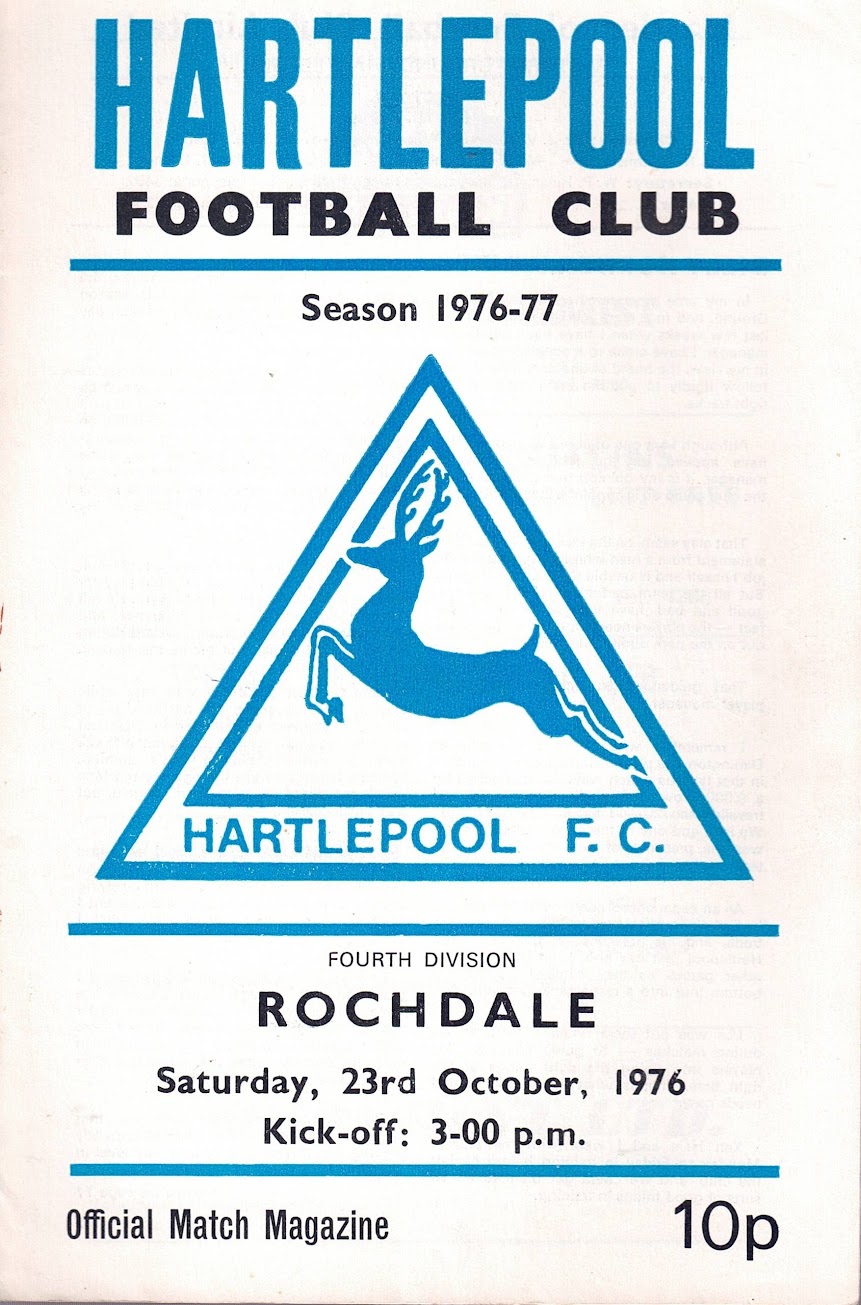 HARTLEPOOL
FOOTBALL CLUB
Season 1976-77
HARTLEPOOL F. C.
FOURTH DIVISION
ROCHDALE
Saturday, 23rd October, 1976
Kick-off: 3-00 p.m.
Official Match Magazine 10p